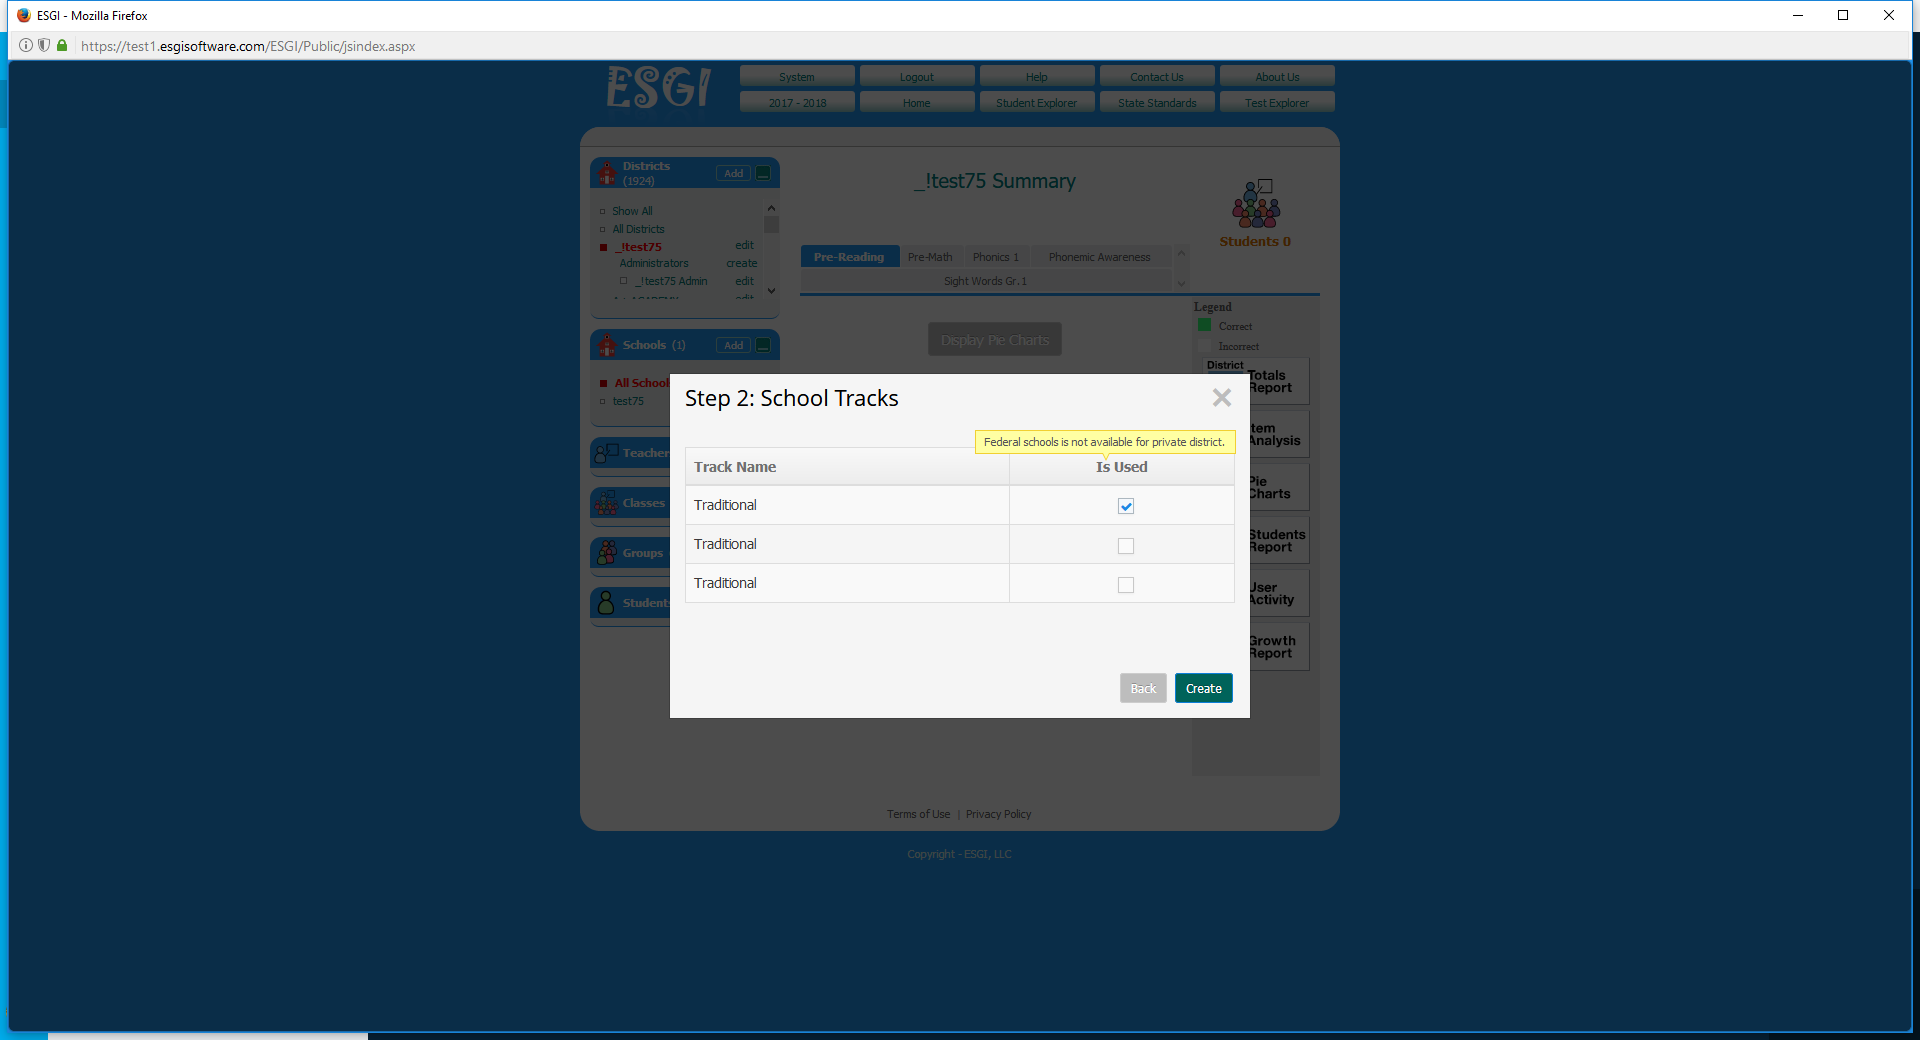 ESGI - Mozilla Firefox
https://test1.esgisoftware.com/ESGI/Public/jsindex.aspx
ESGI
System
Logout
Help
Contact Us
About Us
2017 - 2018
Home
Student Explorer
State Standards
Test Explorer
Districts
(1924)
Add
Show All
All Districts
_!test75
edit
Administrators
create
_!test75 Admin
edit
edit
Schools (1)
Add
All School
test75
Teacher
Classes
Groups
Students
_!test75 Summary
Students 0
Pre-Reading
Pre-Math
Phonics 1
Phonemic Awareness
Sight Words Gr.1
Display Pie Charts
Legend
Correct
Incorrect
District
Totals
Report
Item
Analysis
Pie
Charts
Students
Report
User
Activity
Growth
Report
Step 2: School Tracks
Federal schools is not available for private district.
Track Name
Is Used
Traditional
Traditional
Traditional
Back
Create
Terms of Use | Privacy Policy
Copyright - ESGI, LLC